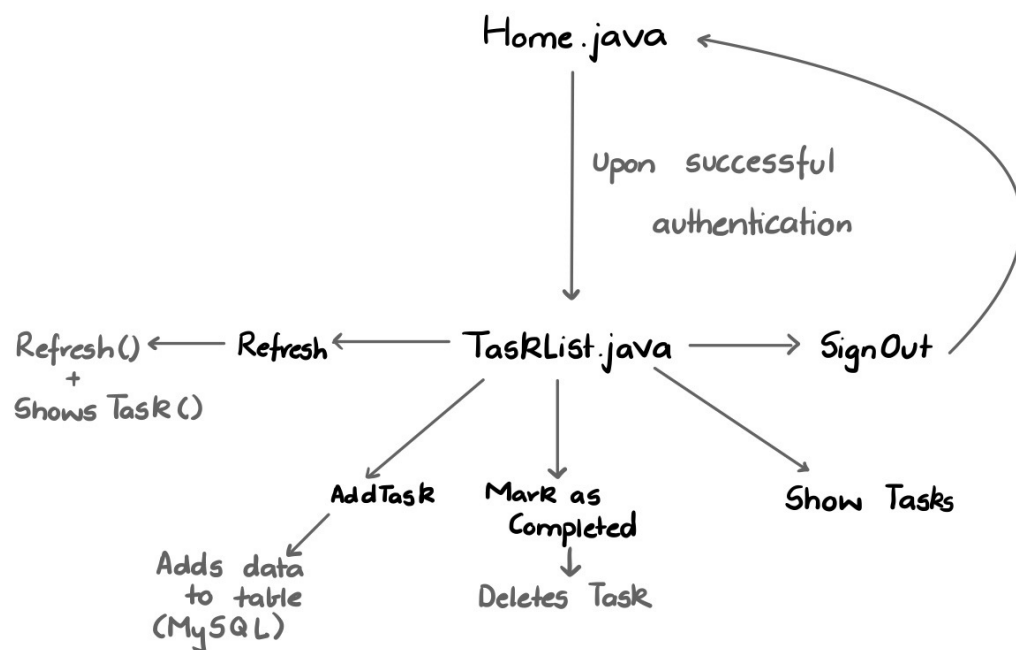 Home.java
Upon successful
authentication
Refresh()
+
Shows Task()
Refresh
TaskList.java
SignOut
AddTask
Adds data
to table
(MySQL)
Mark as
Completed
Deletes Task
Show Tasks